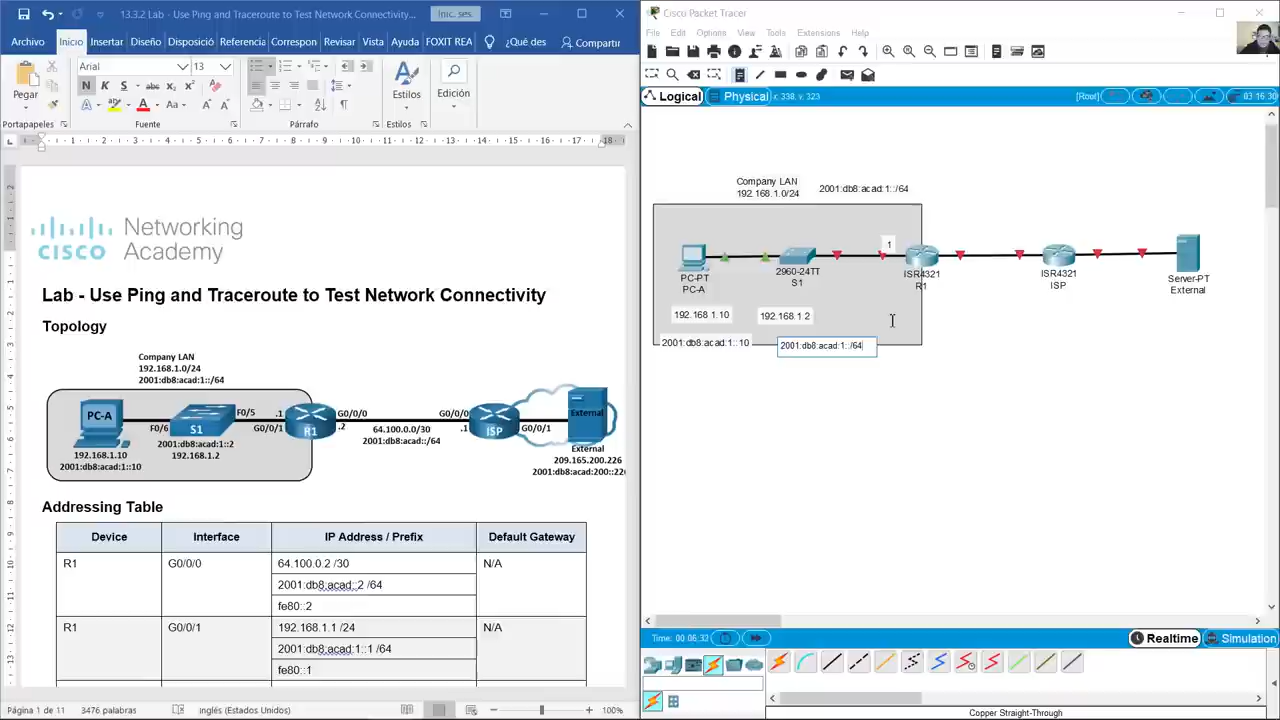 13.3.2 Lab - Use Ping and Traceroute to Test Network Connectivity...
Inic. ses.
Archivo Inicio Disposició Referencia Correspon Revisar Vista Ayuda FOXIT REA ¿Qué des Compartir
Pegar
Arial 13
Estilos
Edición
Portapapeles Fuente Párrafo Estilos
Networking
CISCO Academy
Lab - Use Ping and Traceroute to Test Network Connectivity
Topology
Company LAN
192.168.1.0/24
2001:db8:acad:1::/64
PC-A
F0/6
S1
F0/5
2001:db8:acad:1::2
192.168.1.2
.1
G0/0/1
R1
G0/0/0
.2
64.100.0.0/30
2001:db8:acad::/64
G0/0/0
.1
ISP
G0/0/1
External
External
209.165.200.226
2001:db8:acad:200::226
192.168.1.10
2001:db8:acad:1::10
Addressing Table
Device Interface IP Address / Prefix Default Gateway
R1 G0/0/0 64.100.0.2 /30 N/A
2001:db8:acad::2 /64
fe80::2
R1 G0/0/1 192.168.1.1 /24 N/A
2001:db8:acad:1::1 /64
fe80::1
Página 1 de 11 3476 palabras inglés (Estados Unidos) 100%
Cisco Packet Tracer
File Edit Options View Tools Extensions Help
Logical Physical x: 338, y: 323 [Root] 03:16:30
Company LAN
192.168.1.0/24
2001:db8:acad:1::/64
1
PC-PT
PC-A
2960-24TT
S1
ISR4321
R1
ISR4321
ISP
Server-PT
External
192.168.1.10
192.168.1.2
2001:db8:acad:1::10
2001:db8:acad:1::/64
Time: 00:06:33
Realtime Simulation
Copper Straight-Through